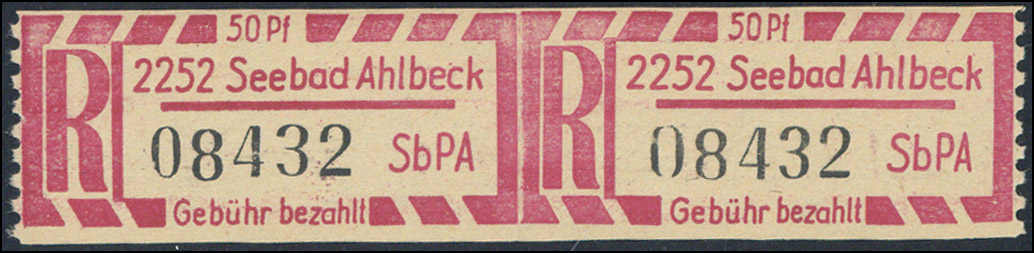 50 Pf
R
2252 Seebad Ahlbeck
08432 SbPA
Gebühr bezahlt
50 Pf
R
2252 Seebad Ahlbeck
08432 SbPA
Gebühr bezahlt